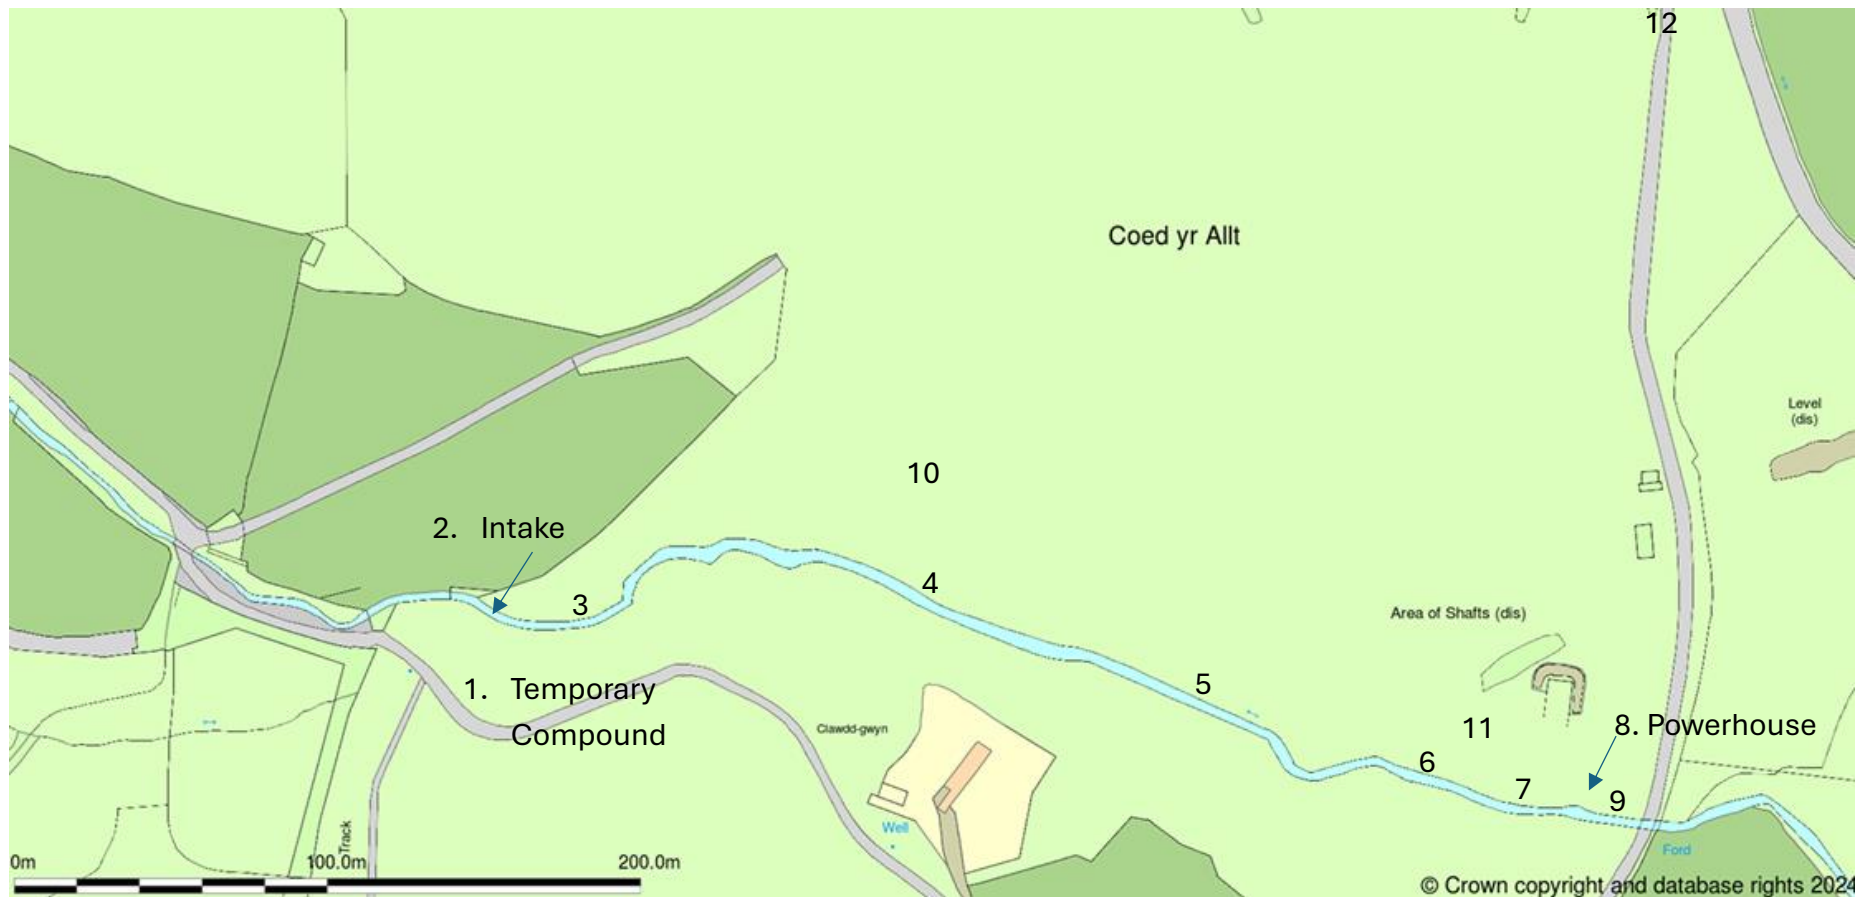 12
Coed yr Allt
Level
(dis)
10
2. Intake
3
4
Area of Shafts (dis)
5
1. Temporary
Compound
Clawdd-gwyn
11
8. Powerhouse
6
7
9
Well
Track
Ford
0m
100.0m
200.0m
© Crown copyright and database rights 2024